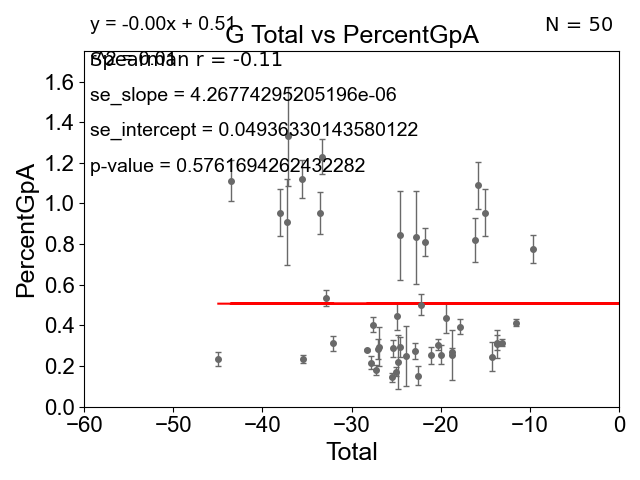 y = -0.00x + 0.51
N = 50
G Total vs PercentGpA
Spearman r = -0.11
se_slope = 4.26774295205196e-06
se_intercept = 0.04936330143580122
p-value = 0.5761694262432282
PercentGpA
1.6
1.4
1.2
1.0
0.8
0.6
0.4
0.2
0.0
−60
−50
−40
−30
−20
−10
0
Total